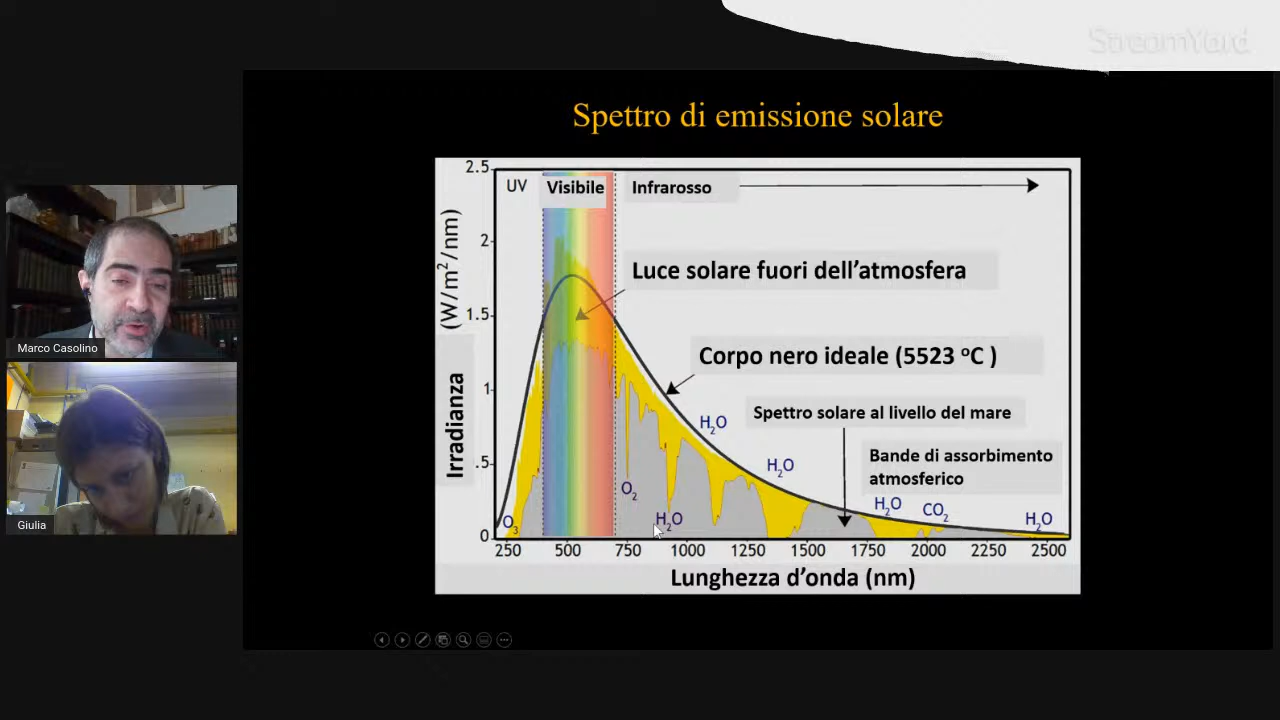 StreamYard
Spettro di emissione solare
2.5
UV
Visibile
Infrarosso
2
Luce solare fuori dell'atmosfera
1.5
Corpo nero ideale (5523 °C )
1
Spettro solare al livello del mare
H2O
H2O
Bande di assorbimento
atmosferico
.5
O2
H2O
CO2
H2O
O3
H2O
0
250 500 750 1000 1250 1500 1750 2000 2250 2500
Lunghezza d'onda (nm)
Irradianza (W/m²/nm)
Marco Casolino
Giulia